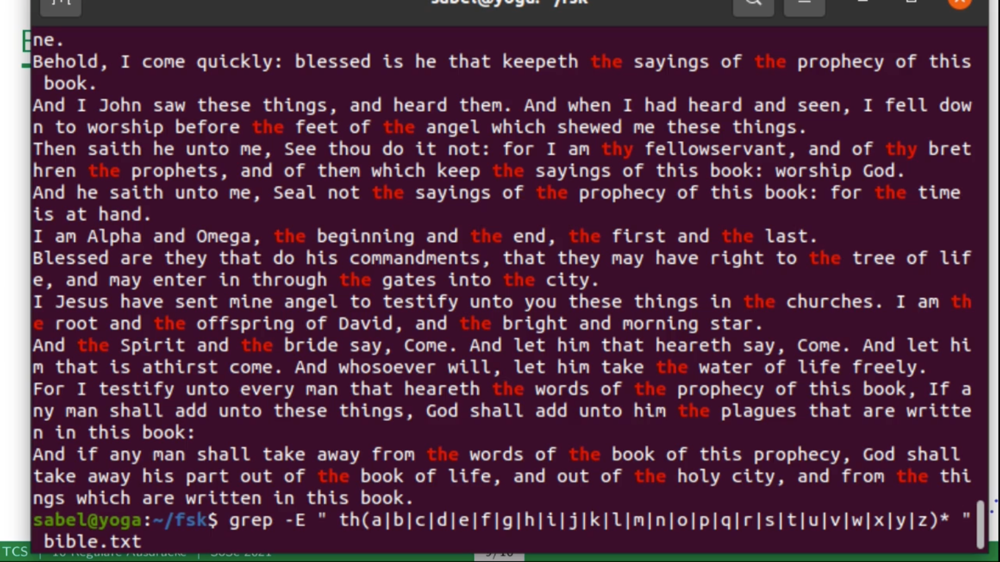 sabel@yoga: ~/fsk
E
ne.
Behold, I come quickly: blessed is he that keepeth the sayings of the prophecy of this
book.
And I John saw these things, and heard them. And when I had heard and seen, I fell dow
n to worship before the feet of the angel which shewed me these things.
Then saith he unto me, See thou do it not: for I am thy fellowservant, and of thy bret
hren the prophets, and of them which keep the sayings of this book: worship God.
And he saith unto me, Seal not the sayings of the prophecy of this book: for the time
is at hand.
I am Alpha and Omega, the beginning and the end, the first and the last.
Blessed are they that do his commandments, that they may have right to the tree of lif
e, and may enter in through the gates into the city.
I Jesus have sent mine angel to testify unto you these things in the churches. I am th
e root and the offspring of David, and the bright and morning star.
And the Spirit and the bride say, Come. And let him that heareth say, Come. And let hi
m that is athirst come. And whosoever will, let him take the water of life freely.
For I testify unto every man that heareth the words of the prophecy of this book, If a
ny man shall add unto these things, God shall add unto him the plagues that are writte
n in this book:
And if any man shall take away from the words of the book of this prophecy, God shall
take away his part out of the book of life, and out of the holy city, and from the thi
ngs which are written in this book.
sabel@yoga:~/fsk$ grep -E " th(a|b|c|d|e|f|g|h|i|j|k|l|m|n|o|p|q|r|s|t|u|v|w|x|y|z)* "
bible.txt
TCS | 10 Reguläre Ausdrücke | SoSe 2021 9/16